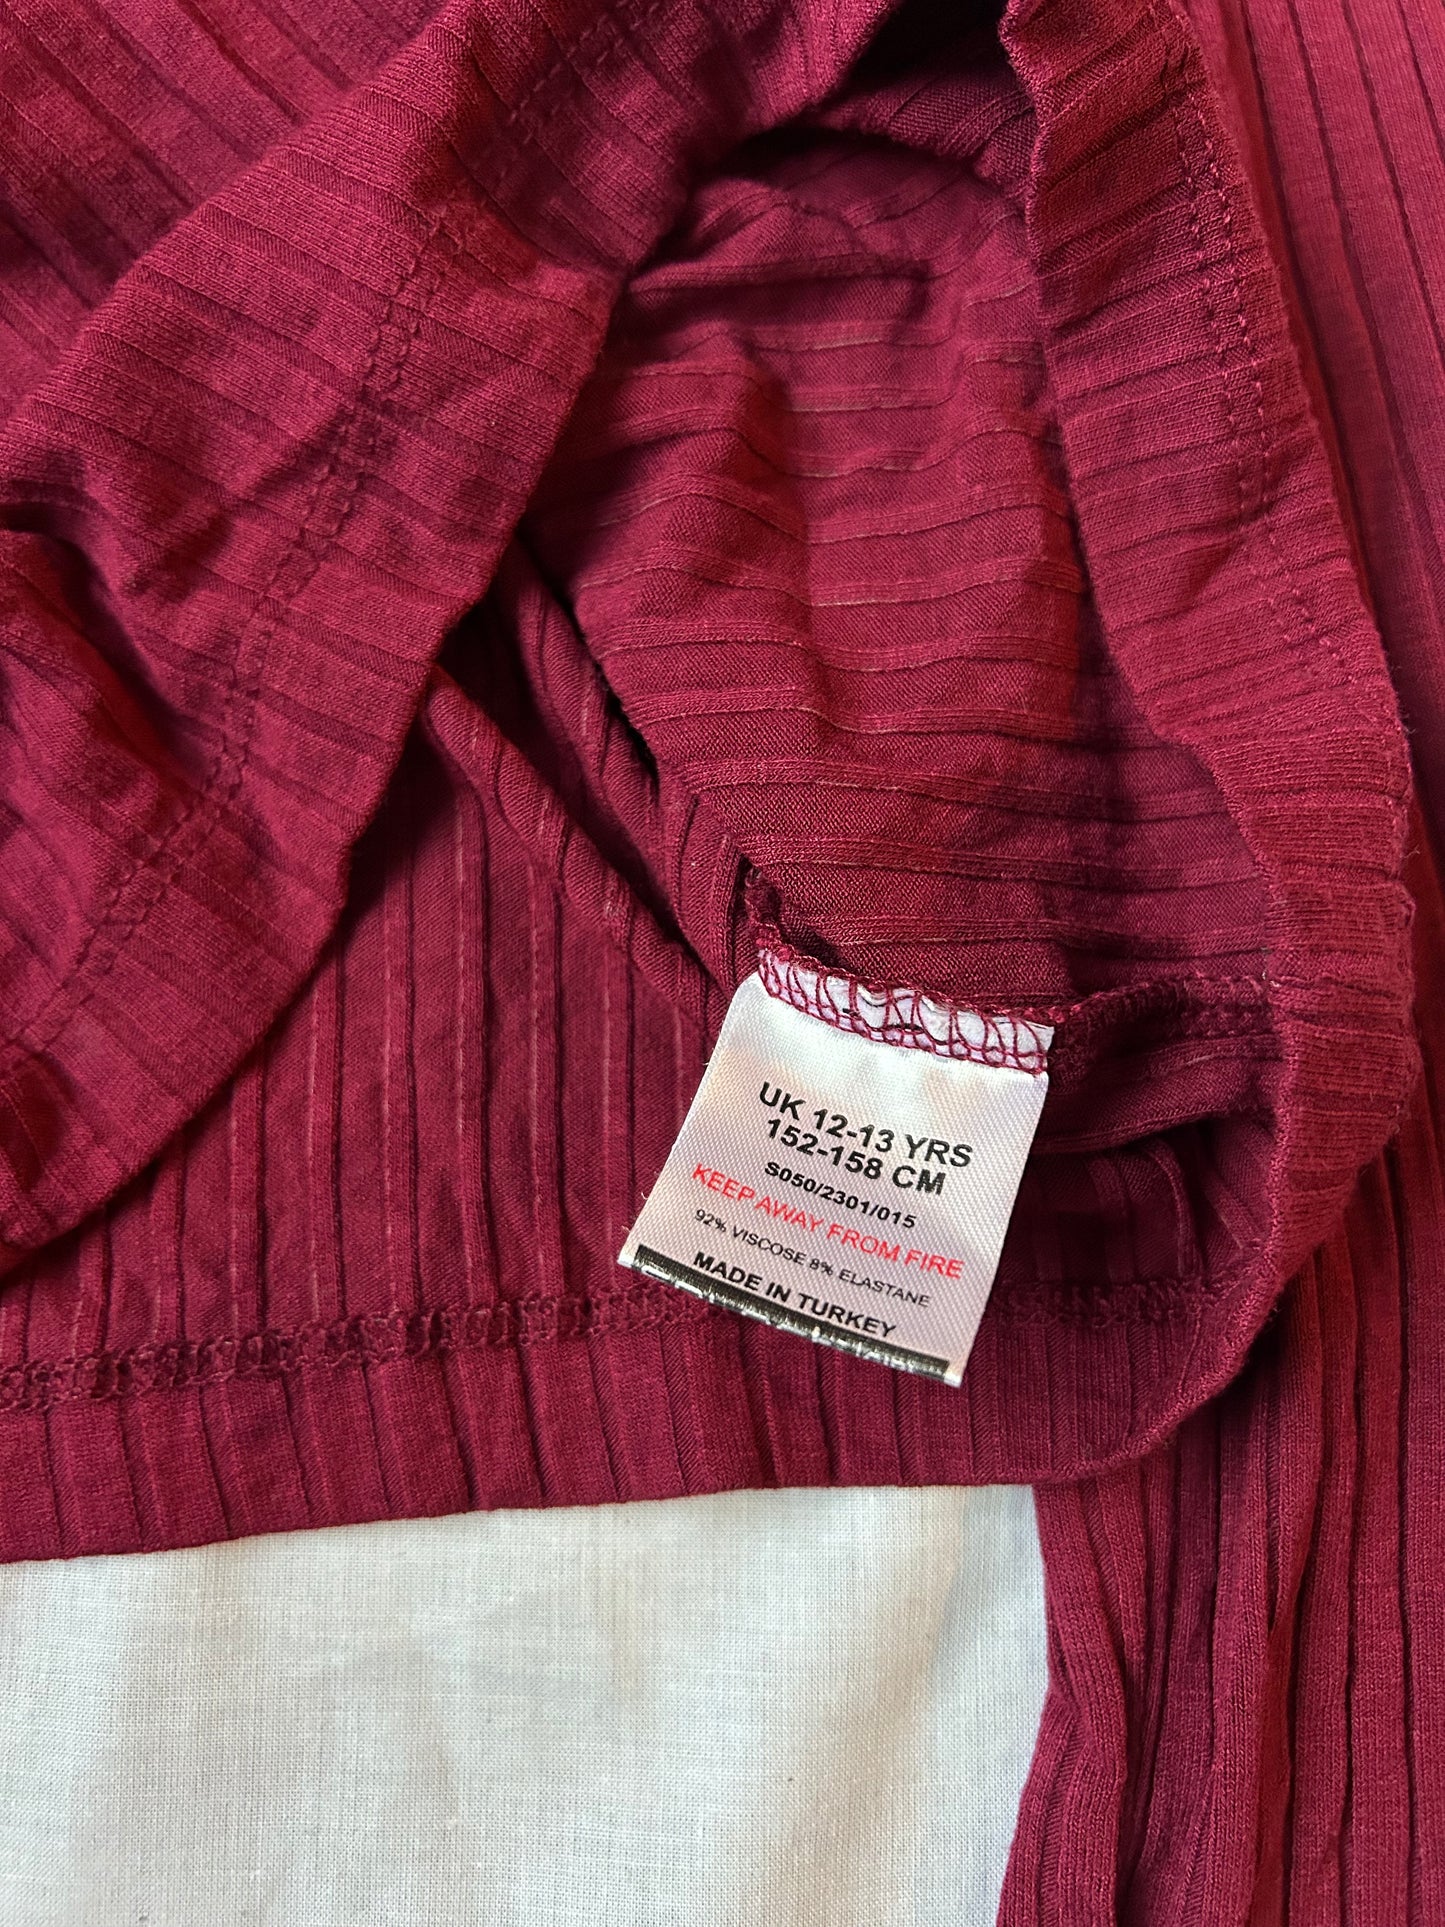 UK 12-13 YRS
152-158 CM
S050/2301/015
KEEP AWAY FROM FIRE
92% VISCOSE 8% ELASTANE
MADE IN TURKEY